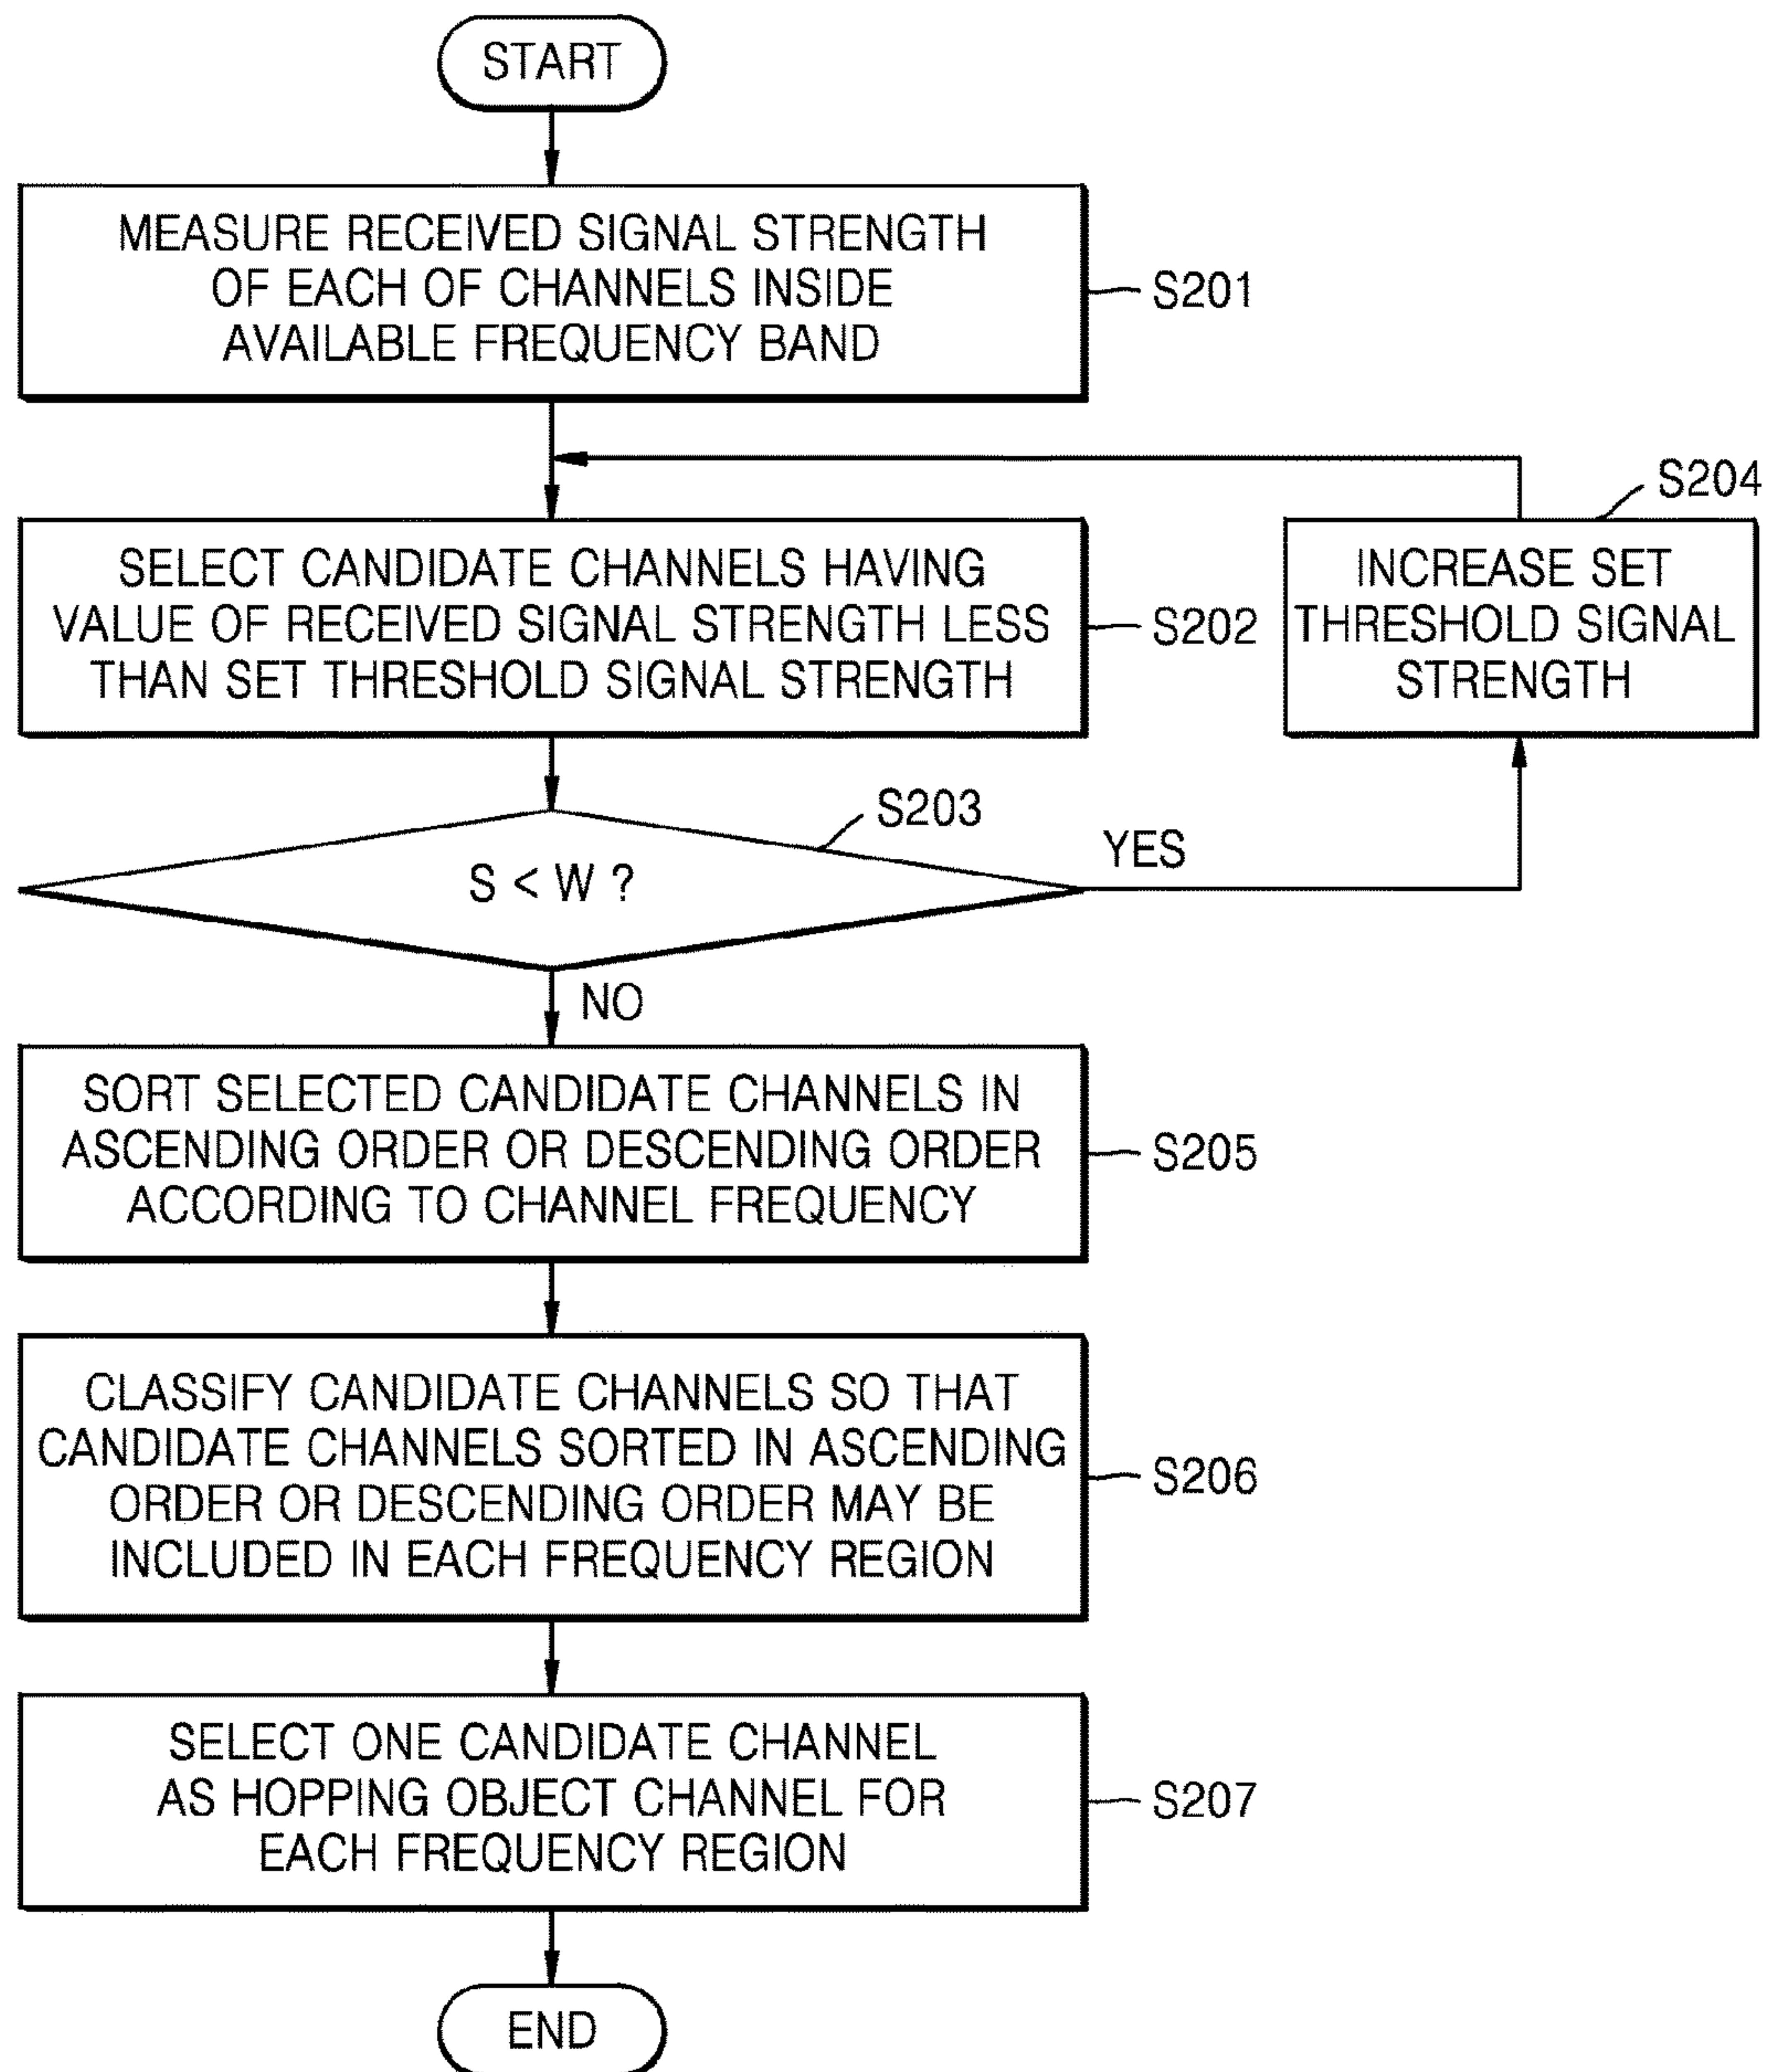 START
MEASURE RECEIVED SIGNAL STRENGTH
OF EACH OF CHANNELS INSIDE
AVAILABLE FREQUENCY BAND
S201
SELECT CANDIDATE CHANNELS HAVING
VALUE OF RECEIVED SIGNAL STRENGTH LESS
THAN SET THRESHOLD SIGNAL STRENGTH
S202
S204
INCREASE SET
THRESHOLD SIGNAL
STRENGTH
S203
S < W ?
YES
NO
SORT SELECTED CANDIDATE CHANNELS IN
ASCENDING ORDER OR DESCENDING ORDER
ACCORDING TO CHANNEL FREQUENCY
S205
CLASSIFY CANDIDATE CHANNELS SO THAT
CANDIDATE CHANNELS SORTED IN ASCENDING
ORDER OR DESCENDING ORDER MAY BE
INCLUDED IN EACH FREQUENCY REGION
S206
SELECT ONE CANDIDATE CHANNEL
AS HOPPING OBJECT CHANNEL FOR
EACH FREQUENCY REGION
S207
END